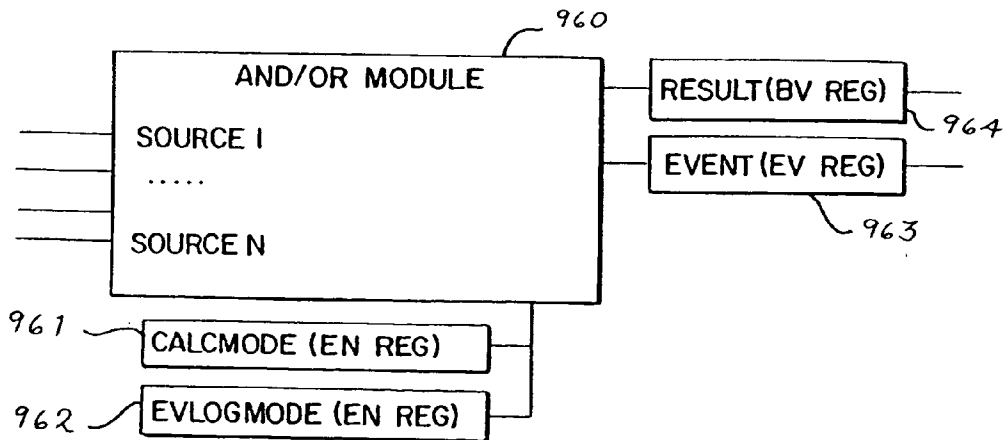 960
AND/OR MODULE
SOURCE 1
.....
SOURCE N
RESULT(BV REG)
964
EVENT(EV REG)
963
961
CALCMODE (EN REG)
962
EVLOGMODE (EN REG)